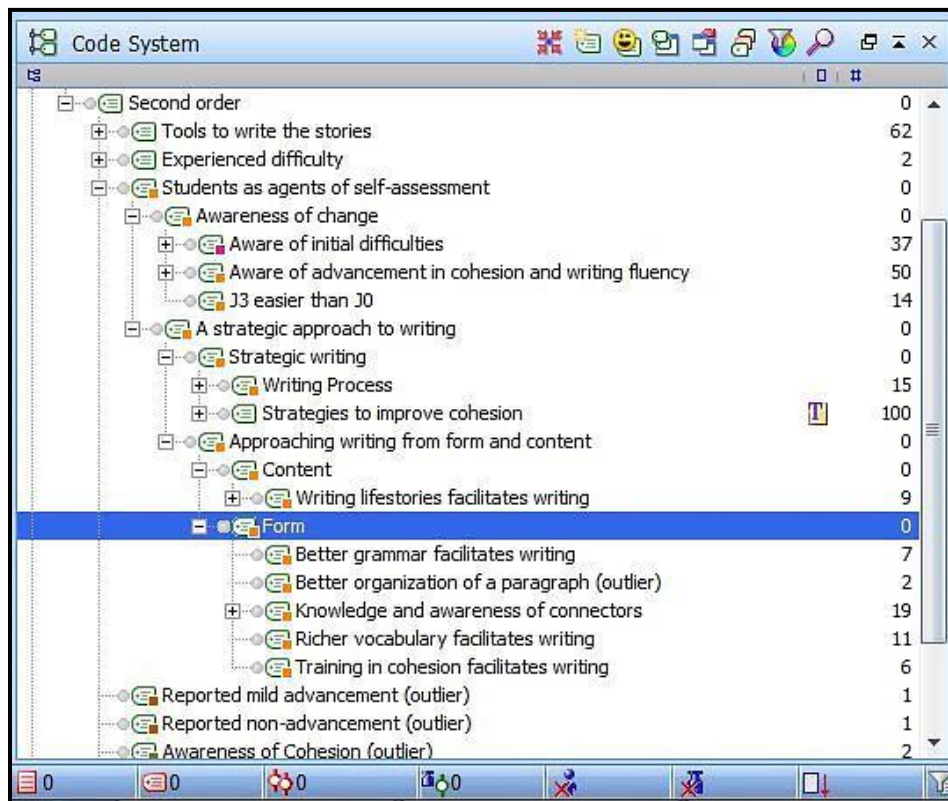 Code System
#
Second order 0
Tools to write the stories 62
Experienced difficulty 2
Students as agents of self-assessment 0
Awareness of change 0
Aware of initial difficulties 37
Aware of advancement in cohesion and writing fluency 50
J3 easier than J0 14
A strategic approach to writing 0
Strategic writing 0
Writing Process 15
Strategies to improve cohesion T 100
Approaching writing from form and content 0
Content 0
Writing lifestories facilitates writing 9
Form 0
Better grammar facilitates writing 7
Better organization of a paragraph (outlier) 2
Knowledge and awareness of connectors 19
Richer vocabulary facilitates writing 11
Training in cohesion facilitates writing 6
Reported mild advancement (outlier) 1
Reported non-advancement (outlier) 1
Awareness of Cohesion (outlier) 2
0 0 0 0